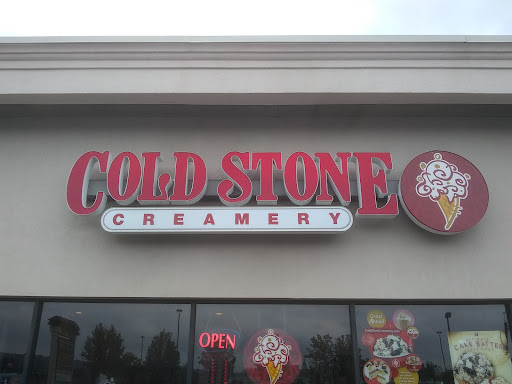 COLD STONE
CREAMERY
OPEN
CAKE BATTER